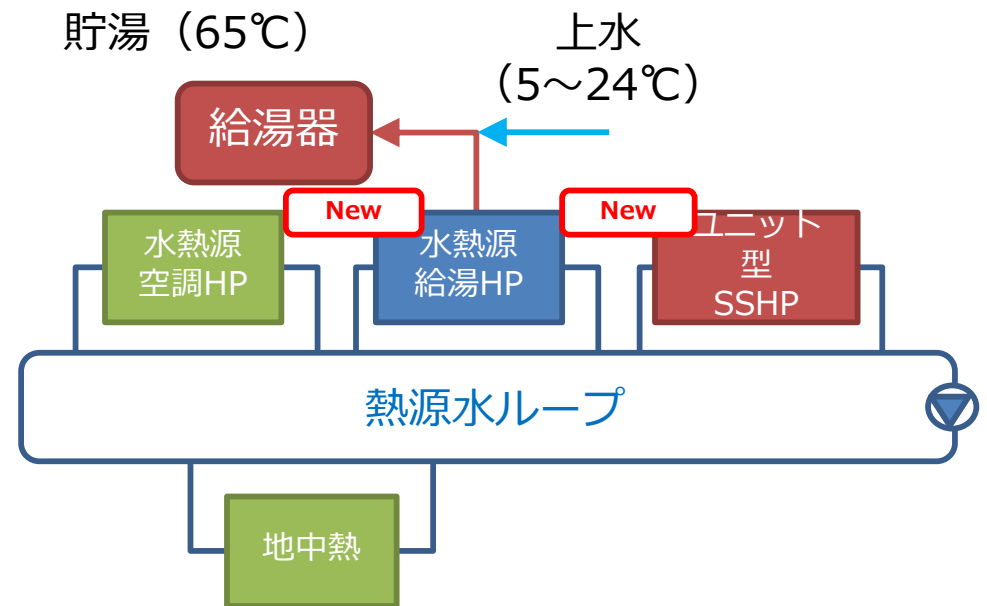 貯湯（65℃）
上水
（5～24℃）
給湯器
New
New
水熱源
空調HP
水熱源
給湯HP
ユニット
型
SSHP
熱源水ループ
地中熱